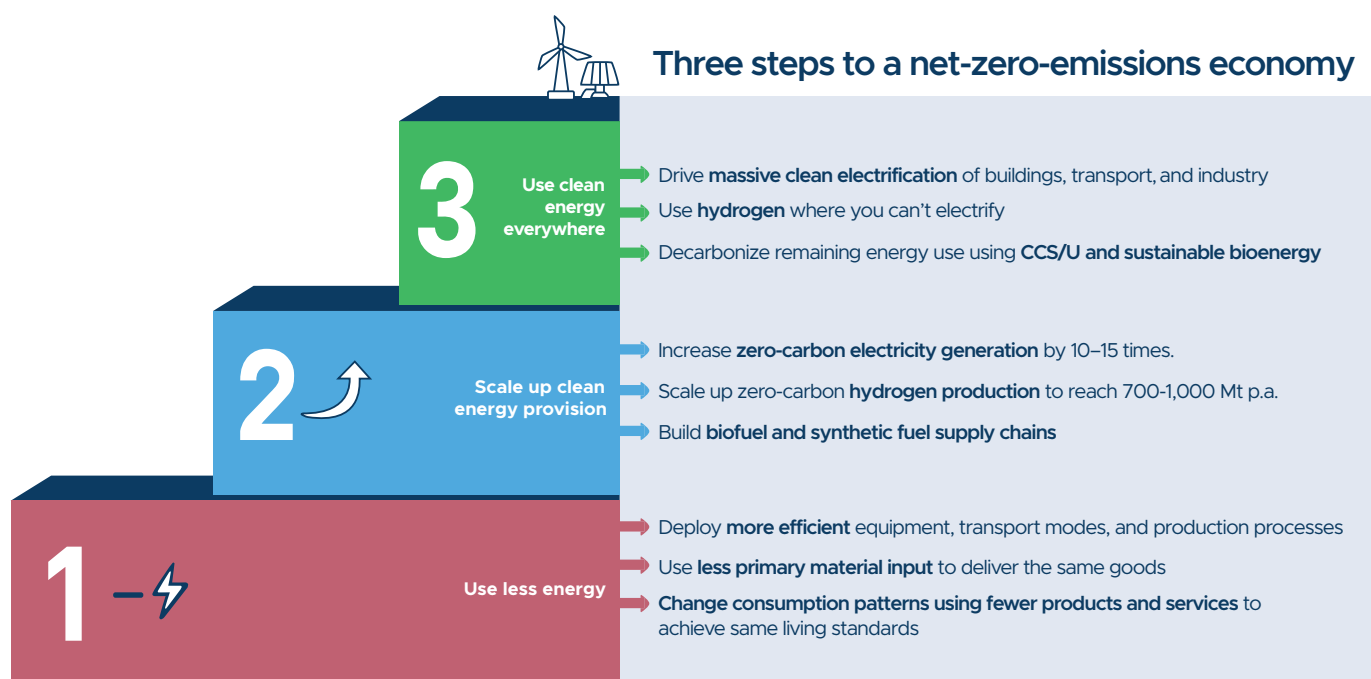 Three steps to a net-zero-emissions economy
3
Use clean
energy
everywhere
Drive massive clean electrification of buildings, transport, and industry
Use hydrogen where you can't electrify
Decarbonize remaining energy use using CCS/U and sustainable bioenergy
2
Scale up clean
energy provision
Increase zero-carbon electricity generation by 10–15 times.
Scale up zero-carbon hydrogen production to reach 700-1,000 Mt p.a.
Build biofuel and synthetic fuel supply chains
1
Use less energy
Deploy more efficient equipment, transport modes, and production processes
Use less primary material input to deliver the same goods
Change consumption patterns using fewer products and services to
achieve same living standards